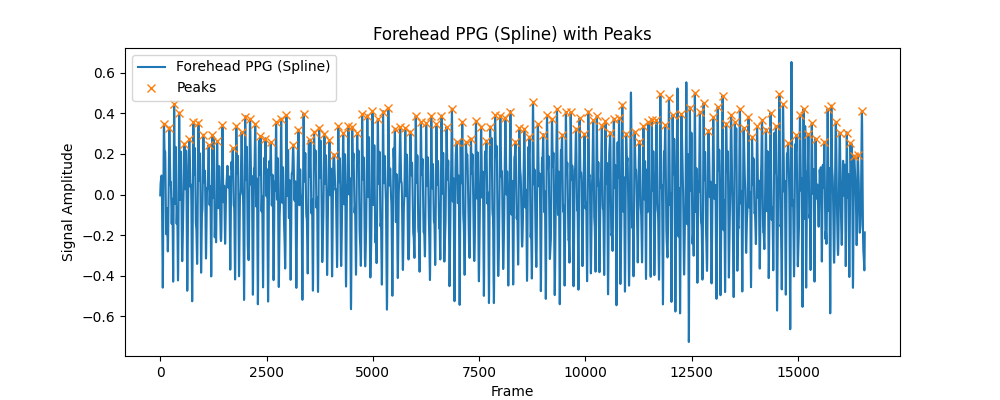 Forehead PPG (Spline) with Peaks
Forehead PPG (Spline)
Peaks
Signal Amplitude
0.6
0.4
0.2
0.0
−0.2
−0.4
−0.6
0 2500 5000 7500 10000 12500 15000
Frame